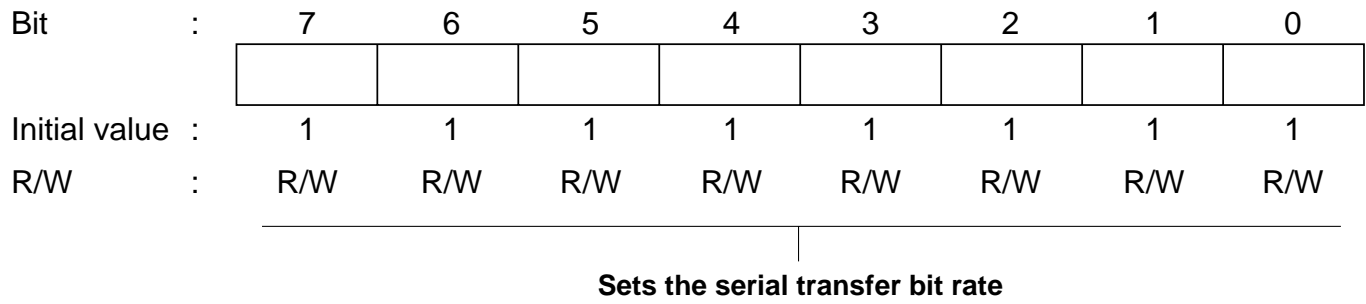 Bit : 7 6 5 4 3 2 1 0
Initial value : 1 1 1 1 1 1 1 1
R/W : R/W R/W R/W R/W R/W R/W R/W R/W
Sets the serial transfer bit rate